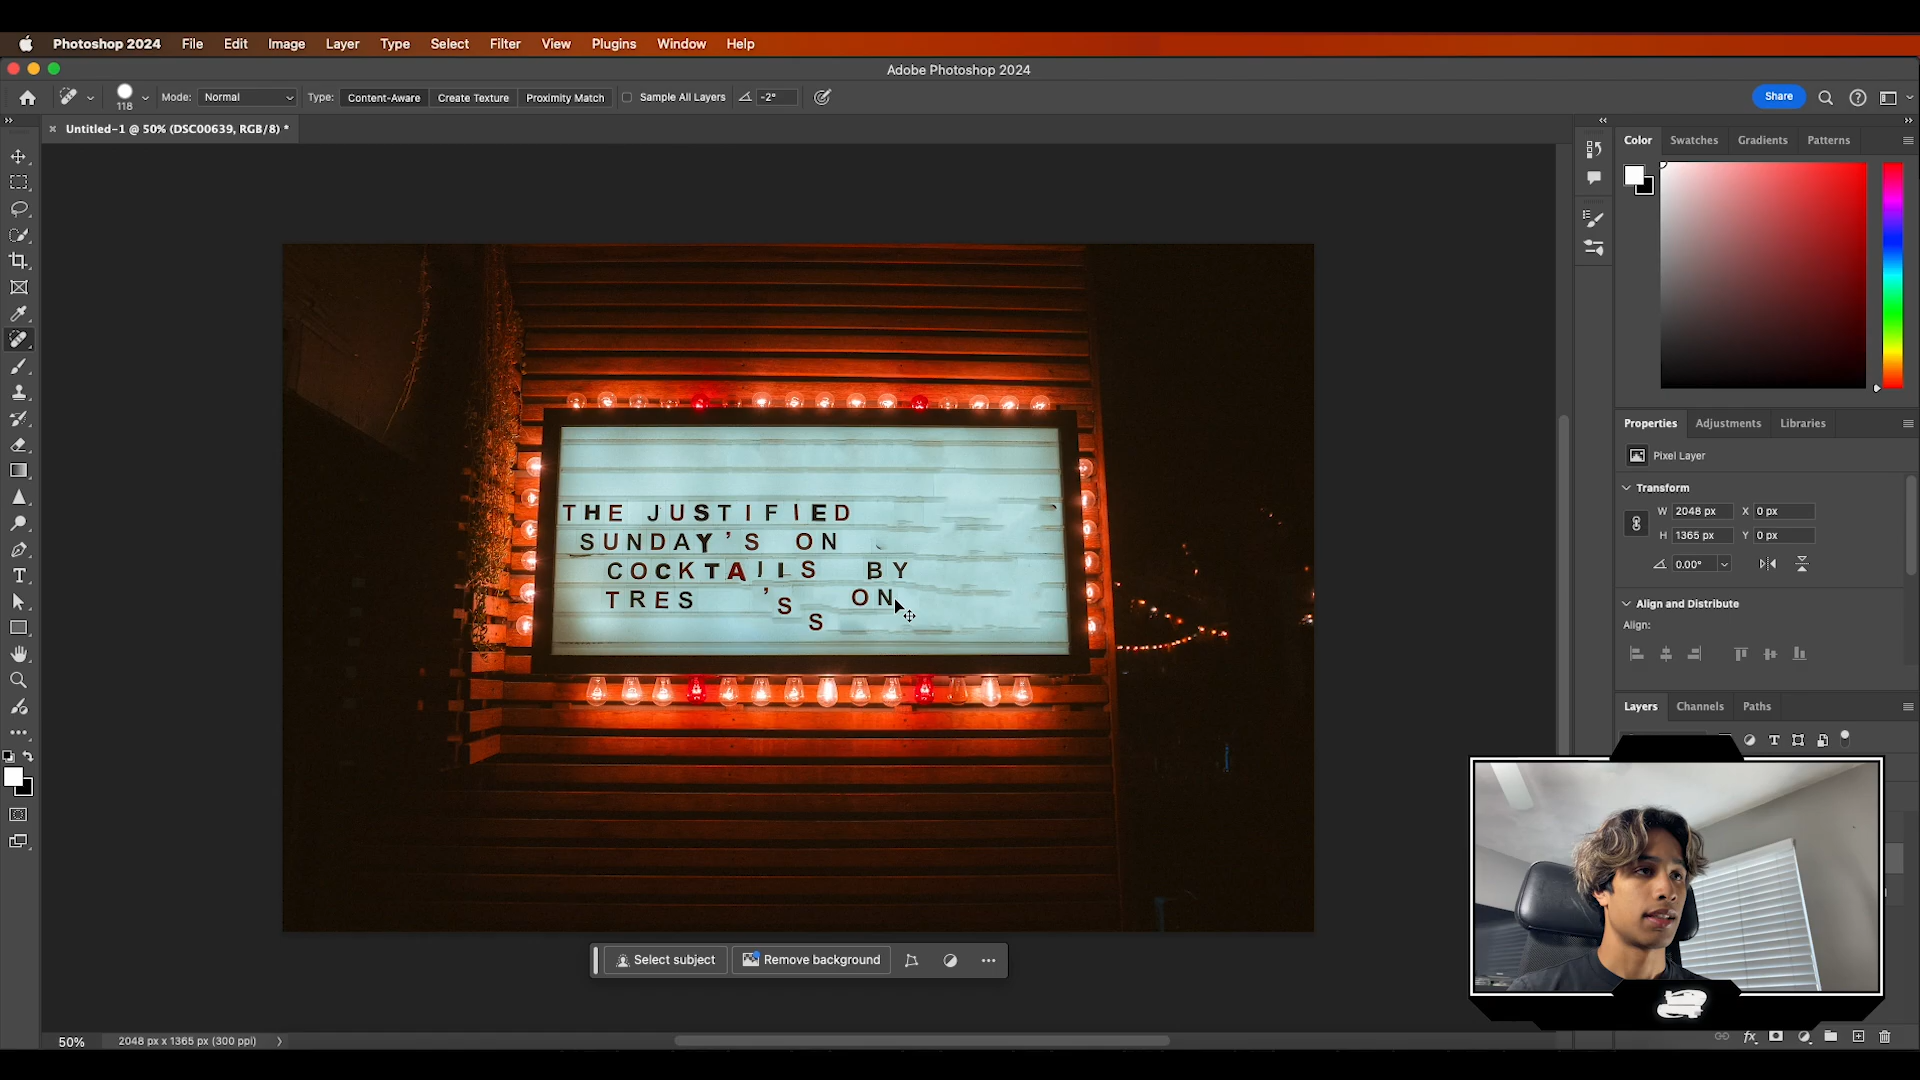 Photoshop 2024 File Edit Image Layer Type Select Filter View Plugins Window Help
Adobe Photoshop 2024
118 Mode: Normal Type: Content-Aware Create Texture Proximity Match Sample All Layers -2° Share
Untitled-1 @ 50% (DSC00639, RGB/8) *
Color Swatches Gradients Patterns
THE JUSTIFIED
SUNDAY'S ON
COCKTAILS BY
TRES 'S ON
S
Properties Adjustments Libraries
Pixel Layer
Transform
W 2048 px X 0 px
H 1365 px Y 0 px
0.00°
Align and Distribute
Align:
Layers Channels Paths
Select subject Remove background
50% 2048 px x 1365 px (300 ppi)